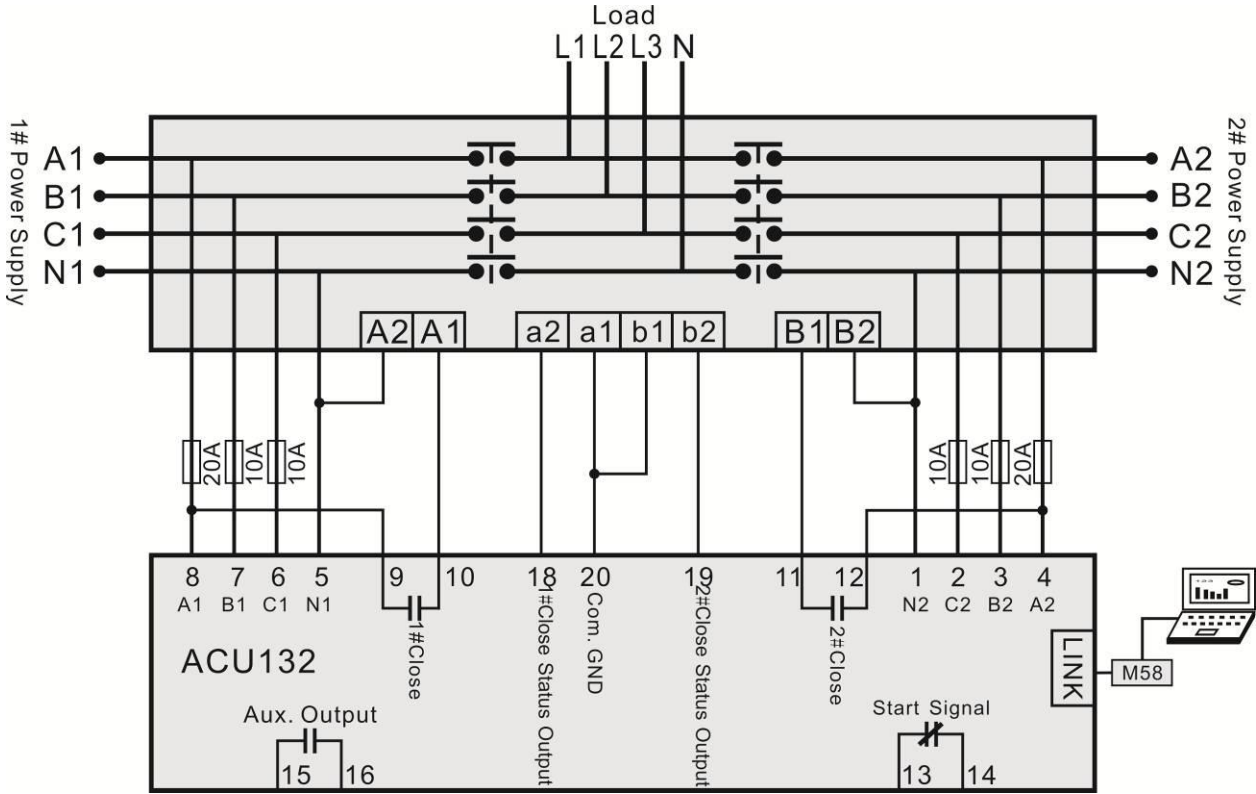 Load
L1 L2 L3 N
1# Power Supply
A1
B1
C1
N1
A2
B2
C2
N2
2# Power Supply
A2 A1
a2 a1 b1 b2
B1 B2
20A
10A
10A
10A
10A
20A
8 7 6 5 9 10 18 20 19 11 12 1 2 3 4
A1 B1 C1 N1
N2 C2 B2 A2
1#Close
1#Close Status Output
Com. GND
2#Close Status Output
2#Close
ACU132
LINK
M58
Aux. Output
15 16
Start Signal
13 14